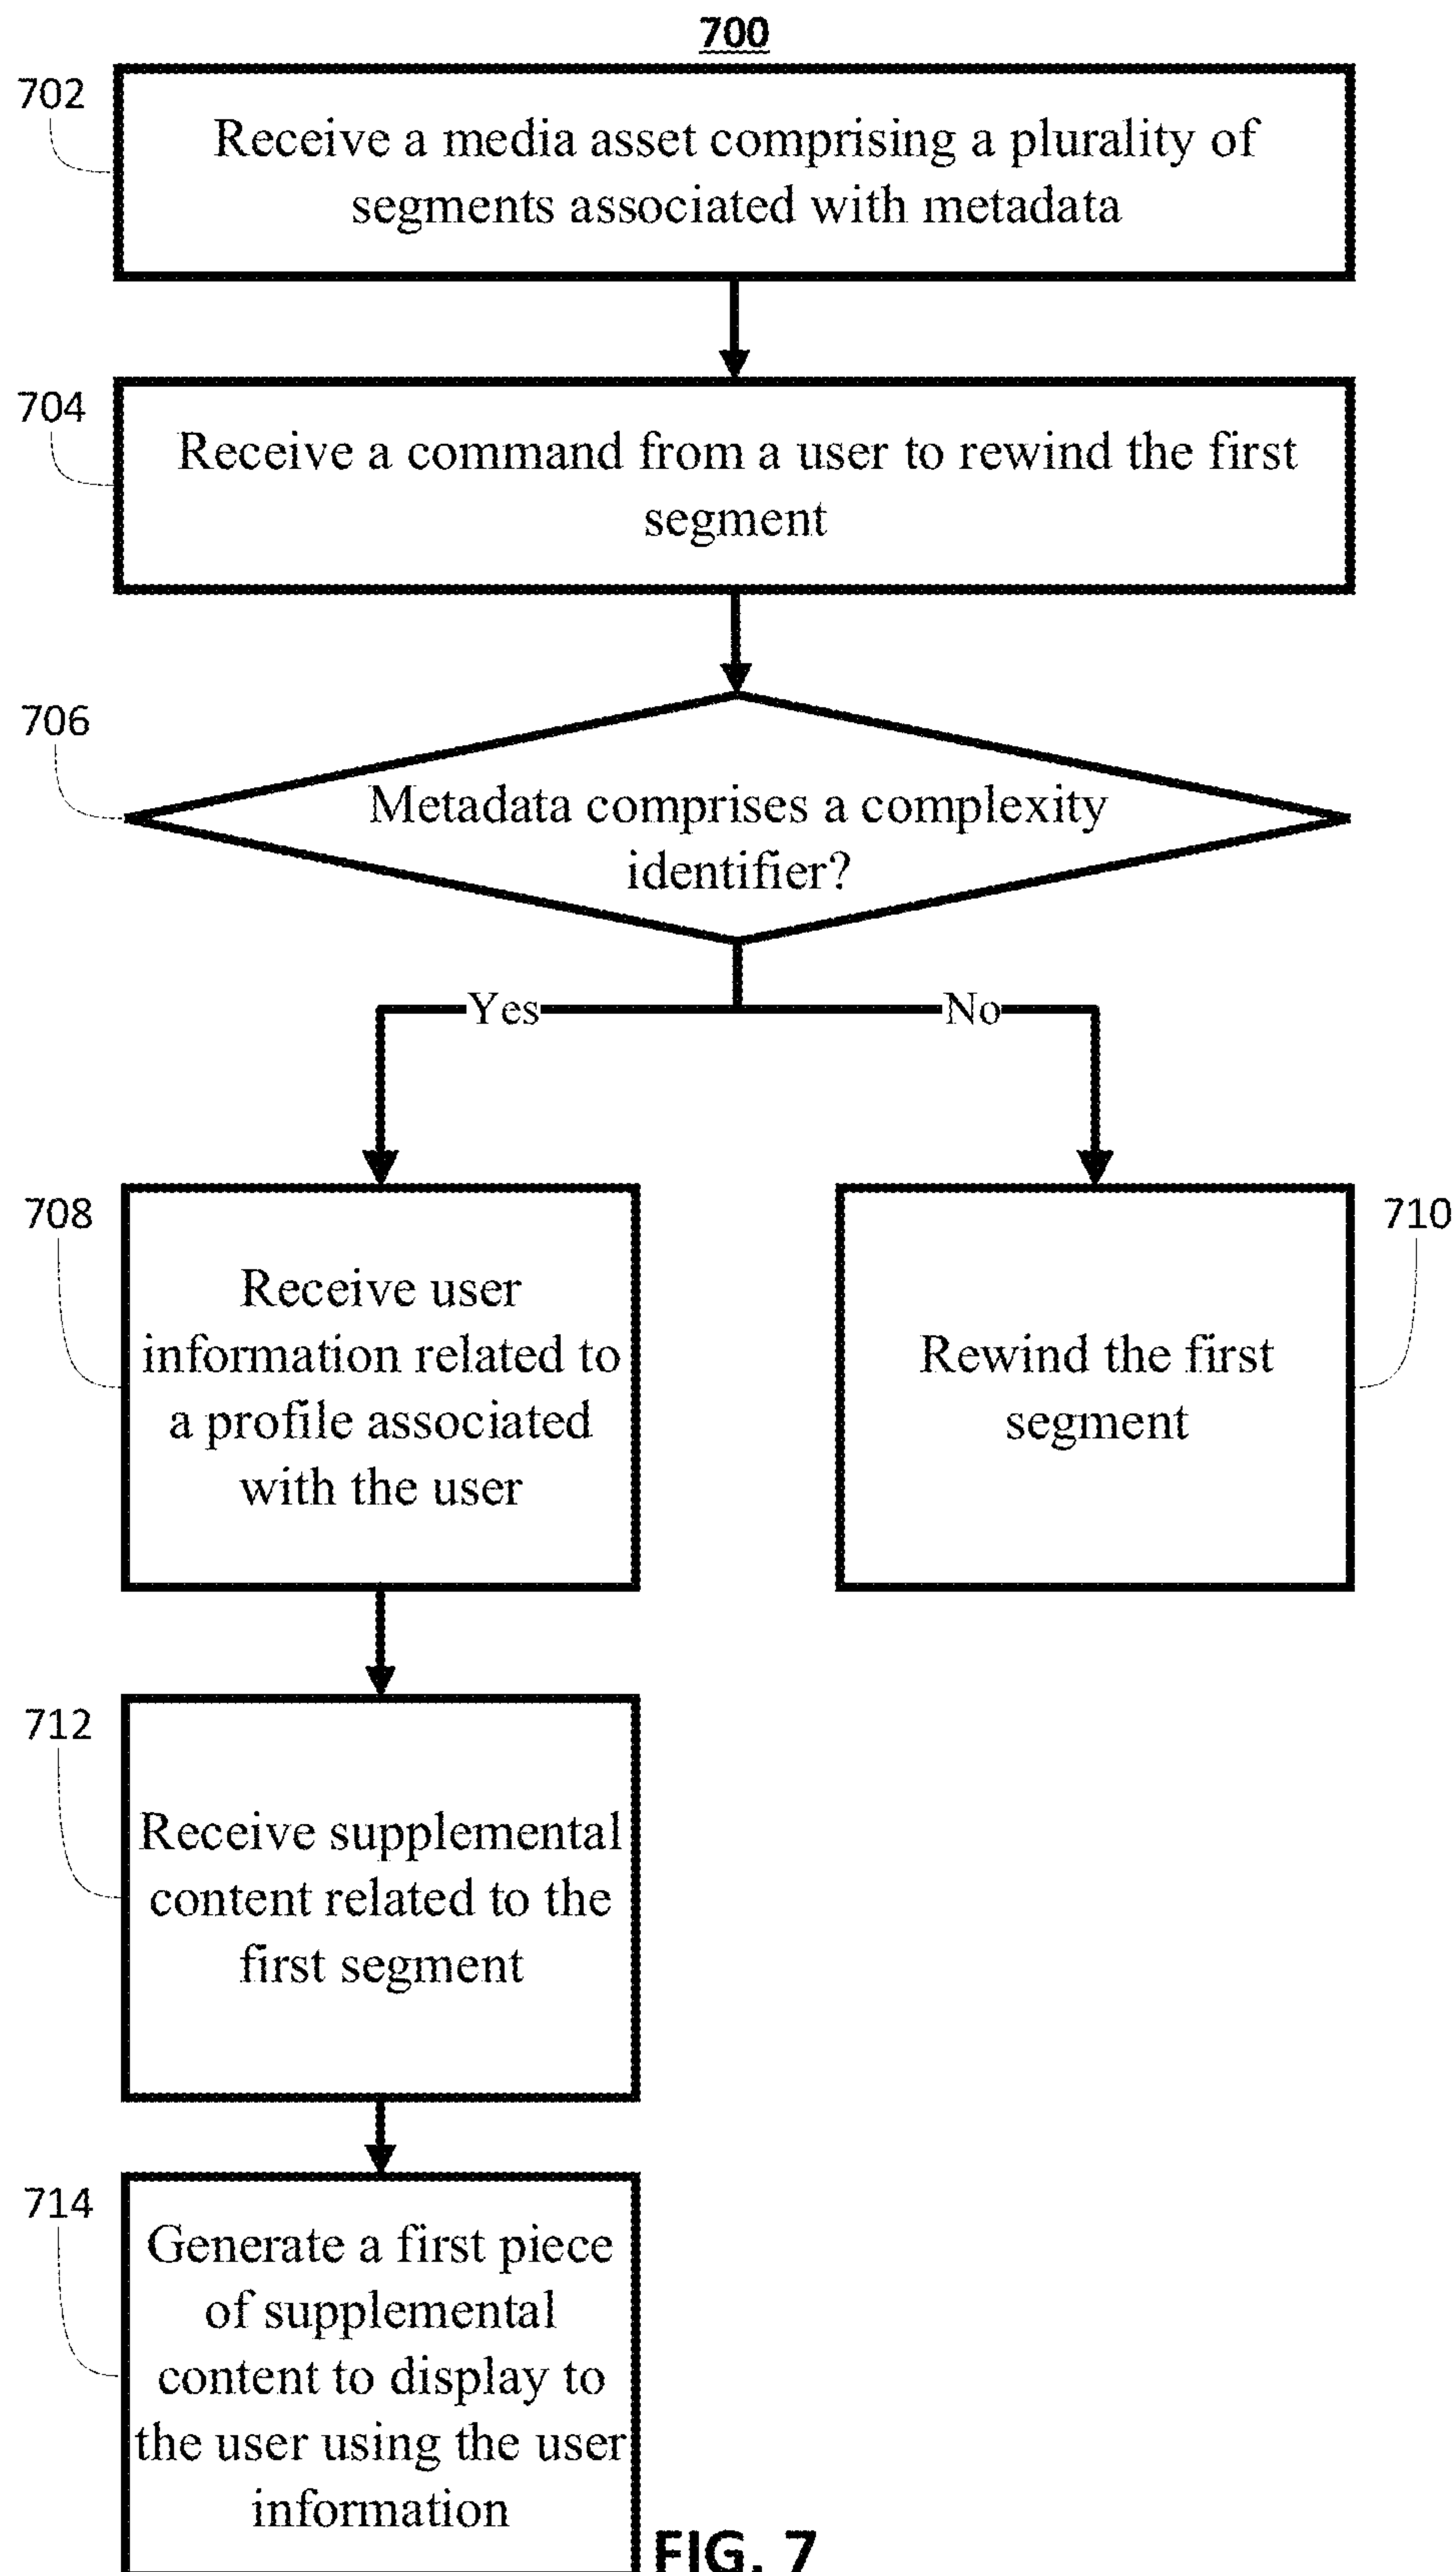 700
702
Receive a media asset comprising a plurality of
segments associated with metadata
704
Receive a command from a user to rewind the first
segment
706
Metadata comprises a complexity
identifier?
Yes
No
708
Receive user
information related to
a profile associated
with the user
710
Rewind the first
segment
712
Receive supplemental
content related to the
first segment
714
Generate a first piece
of supplemental
content to display to
the user using the user
information
FIG. 7